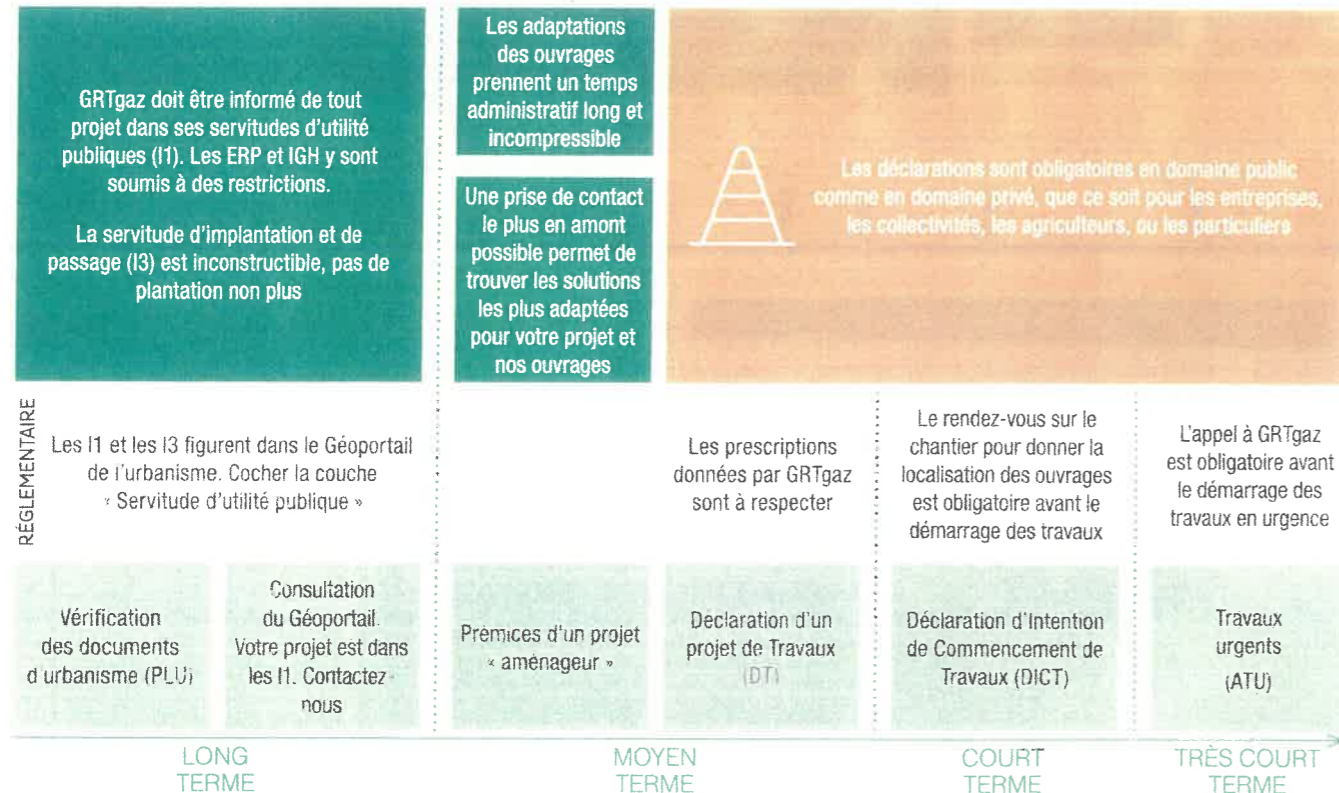 GRTgaz doit être informé de tout
projet dans ses servitudes d'utilité
publiques (I1). Les ERP et IGH y sont
soumis à des restrictions.
La servitude d'implantation et de
passage (I3) est inconstructible, pas de
plantation non plus
Les adaptations
des ouvrages
prennent un temps
administratif long et
incompressible
Une prise de contact
le plus en amont
possible permet de
trouver les solutions
les plus adaptées
pour votre projet et
nos ouvrages
Les déclarations sont obligatoires en domaine public
comme en domaine privé, que ce soit pour les entreprises,
les collectivités, les agriculteurs, ou les particuliers
RÉGLEMENTAIRE
Les I1 et les I3 figurent dans le Géoportail
de l'urbanisme. Cocher la couche
« Servitude d'utilité publique »
Les prescriptions
données par GRTgaz
sont à respecter
Le rendez-vous sur le
chantier pour donner la
localisation des ouvrages
est obligatoire avant le
démarrage des travaux
L'appel à GRTgaz
est obligatoire avant
le démarrage des
travaux en urgence
Vérification
des documents
d'urbanisme (PLU)
Consultation
du Géoportail.
Votre projet est dans
les I1. Contactez-
nous
Prémices d'un projet
« aménageur »
Déclaration d'un
projet de Travaux
(DT)
Déclaration d'Intention
de Commencement de
Travaux (DICT)
Travaux
urgents
(ATU)
LONG
TERME
MOYEN
TERME
COURT
TERME
TRÈS COURT
TERME